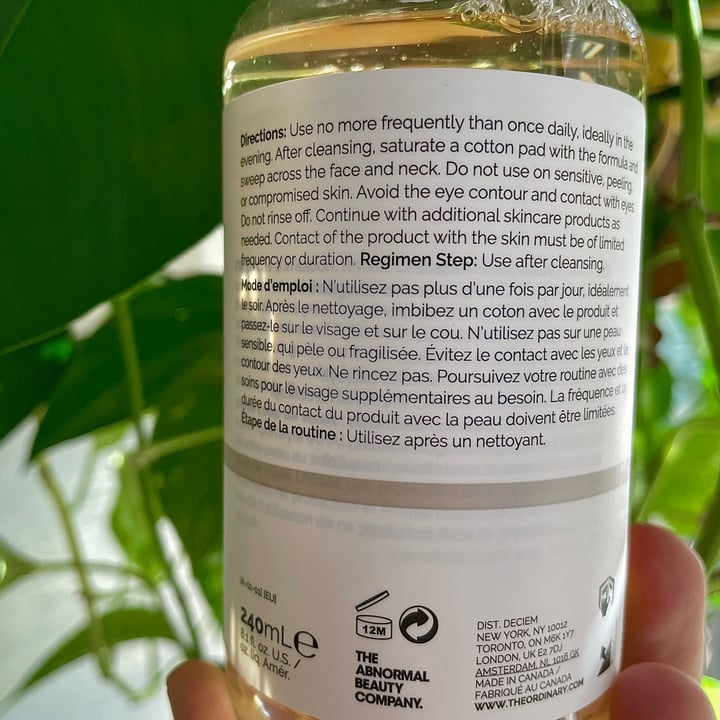 Directions: Use no more frequently than once daily, ideally in the
evening. After cleansing, saturate a cotton pad with the formula and
sweep across the face and neck. Do not use on sensitive, peeling,
or compromised skin. Avoid the eye contour and contact with eyes.
Do not rinse off. Continue with additional skincare products as
needed. Contact of the product with the skin must be of limited
frequency or duration. Regimen Step: Use after cleansing.
Mode d'emploi : N'utilisez pas plus d'une fois par jour, idéalement
le soir. Après le nettoyage, imbibez un coton avec le produit et
passez-le sur le visage et sur le cou. N'utilisez pas sur une peau
sensible, qui pèle ou fragilisée. Évitez le contact avec les yeux et le
contour des yeux. Ne rincez pas. Poursuivez votre routine avec des
soins pour le visage supplémentaires au besoin. La fréquence et la
durée du contact du produit avec la peau doivent être limitées.
Étape de la routine : Utilisez après un nettoyant.
[EU]
240mL e
fl. oz. U.S. /
oz. liq. Amér.
12M
THE
ABNORMAL
BEAUTY
COMPANY.
DIST. DECIEM
NEW YORK, NY 10012
TORONTO, ON M6K 1Y7
LONDON, UK E2 7DJ
AMSTERDAM, NL 1016 GK
MADE IN CANADA /
FABRIQUÉ AU CANADA
WWW.THEORDINARY.COM